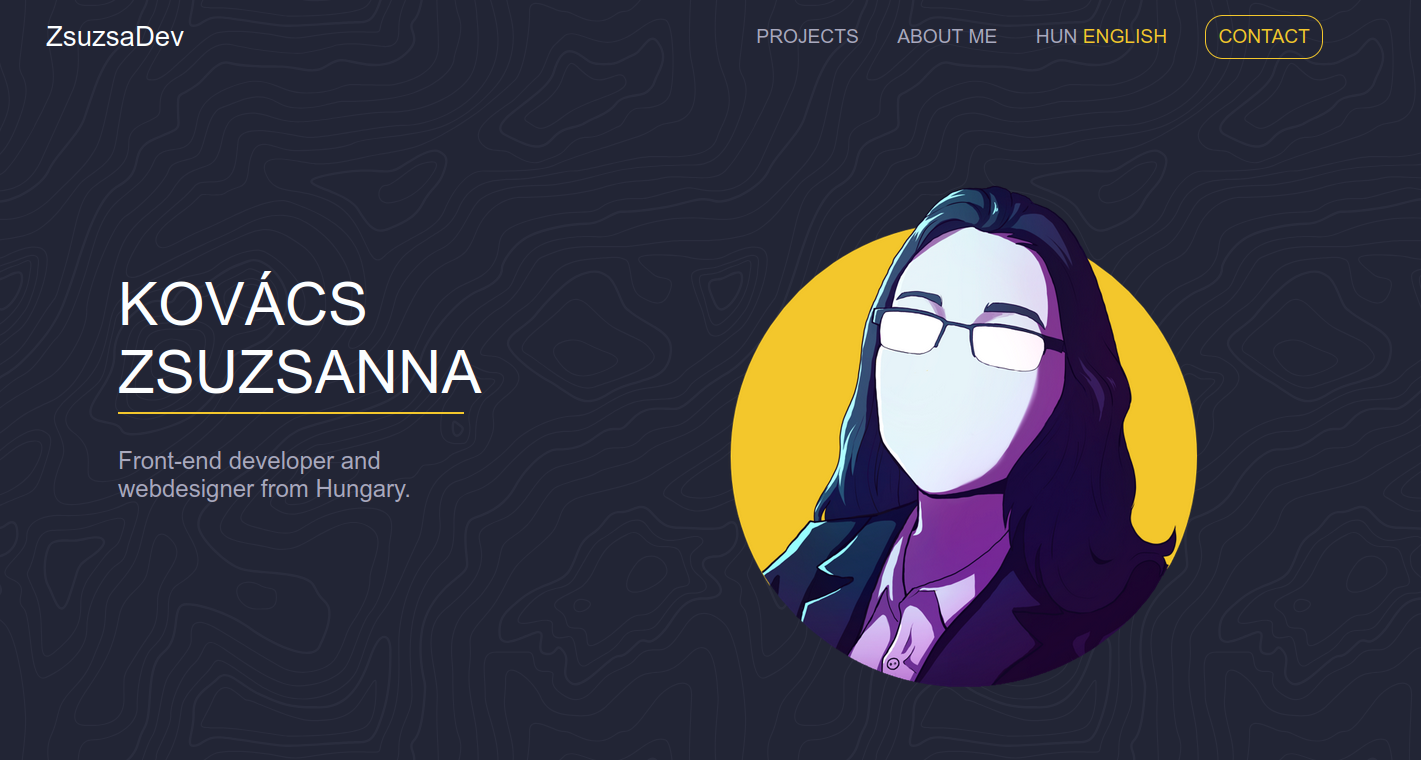 ZsuzsaDev
PROJECTS ABOUT ME HUN ENGLISH CONTACT
KOVÁCS
ZSUZSANNA
Front-end developer and
webdesigner from Hungary.